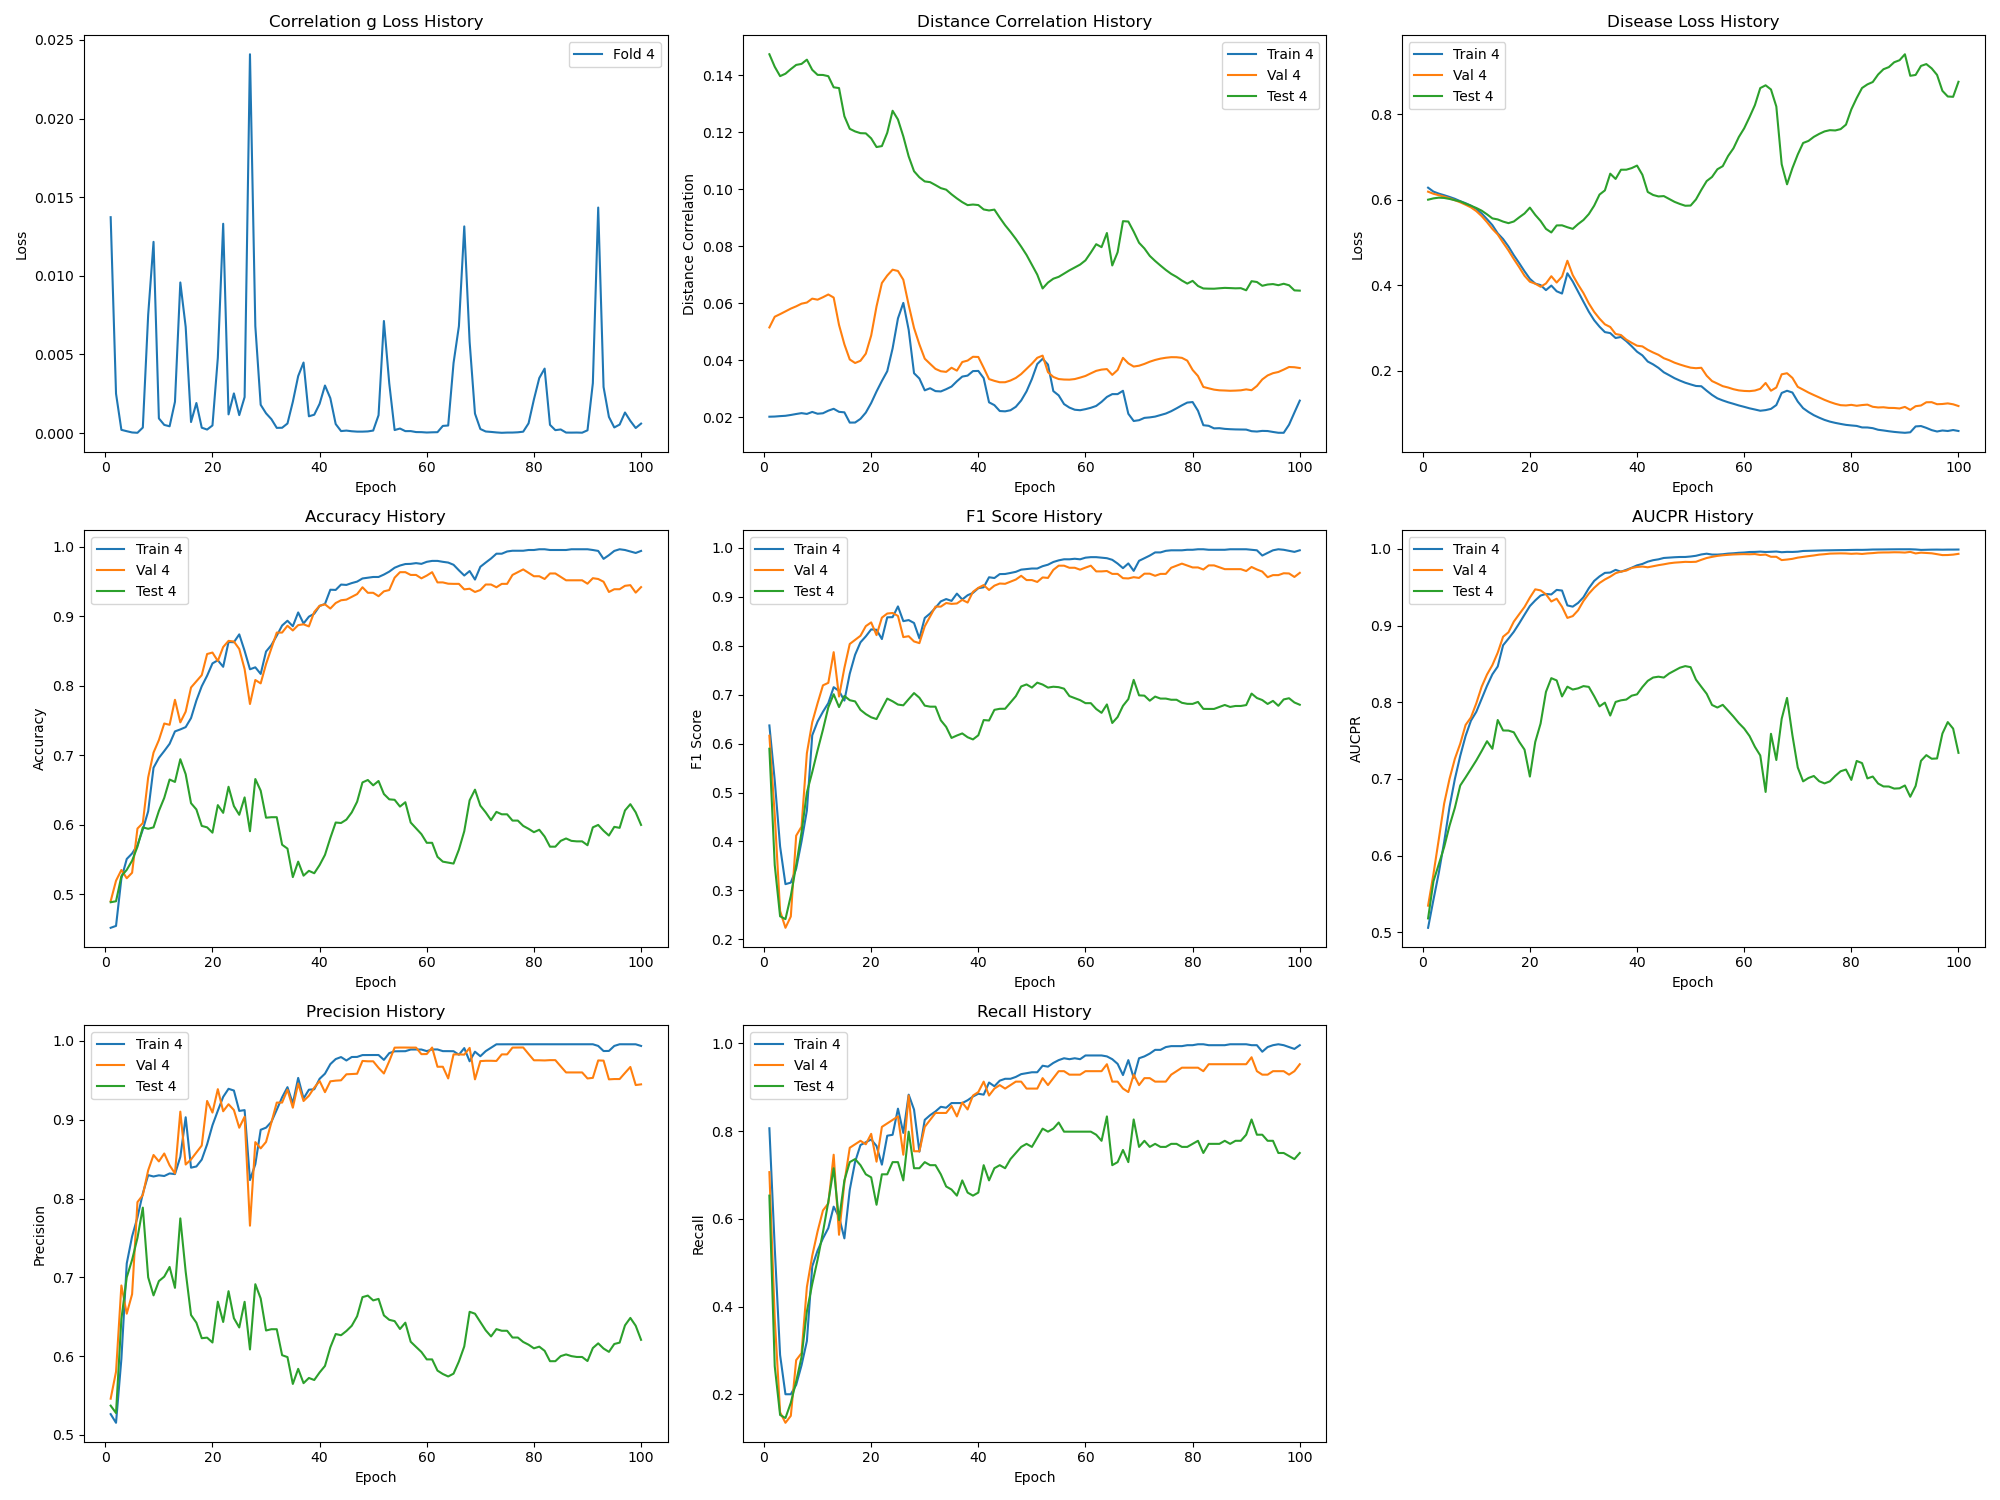 Correlation g Loss History
Fold 4
0.025
0.020
0.015
0.010
0.005
0.000
Loss
0 20 40 60 80 100
Epoch
Distance Correlation History
Train 4
Val 4
Test 4
0.14
0.12
0.10
0.08
0.06
0.04
0.02
Distance Correlation
0 20 40 60 80 100
Epoch
Disease Loss History
Train 4
Val 4
Test 4
0.8
0.6
0.4
0.2
Loss
0 20 40 60 80 100
Epoch
Accuracy History
Train 4
Val 4
Test 4
1.0
0.9
0.8
0.7
0.6
0.5
Accuracy
0 20 40 60 80 100
Epoch
F1 Score History
Train 4
Val 4
Test 4
1.0
0.9
0.8
0.7
0.6
0.5
0.4
0.3
0.2
F1 Score
0 20 40 60 80 100
Epoch
AUCPR History
Train 4
Val 4
Test 4
1.0
0.9
0.8
0.7
0.6
0.5
AUCPR
0 20 40 60 80 100
Epoch
Precision History
Train 4
Val 4
Test 4
1.0
0.9
0.8
0.7
0.6
0.5
Precision
0 20 40 60 80 100
Epoch
Recall History
Train 4
Val 4
Test 4
1.0
0.8
0.6
0.4
0.2
Recall
0 20 40 60 80 100
Epoch